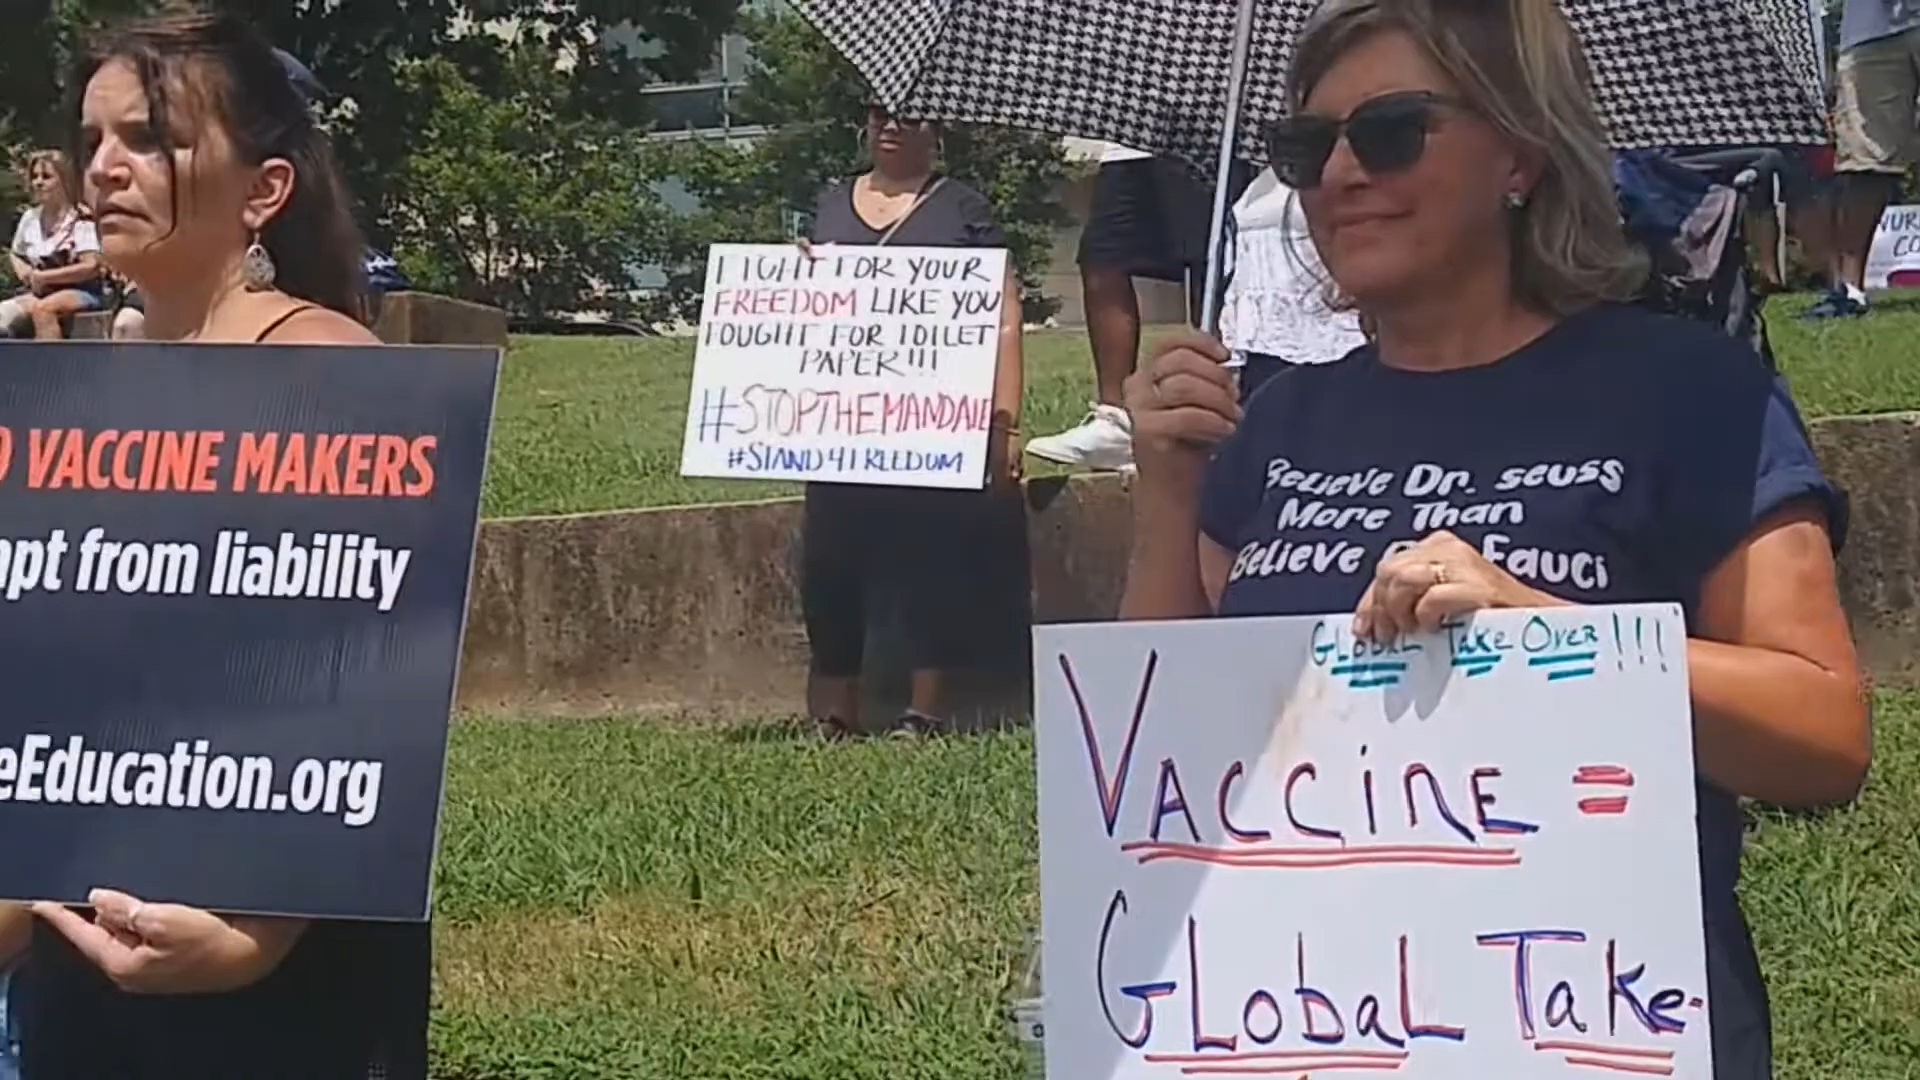 VACCINE MAKERS
from liability
eEducation.org
FIGHT FOR YOUR
FREEDOM LIKE YOU
FOUGHT FOR TOILET
PAPER!!!
#STOPTHEMANDATE
#STAND4FREEDOM
Believe Dr. Seuss
More Than
Believe Fauci
Global Take Over!!!
VACCiNE =
GLobaL Take-